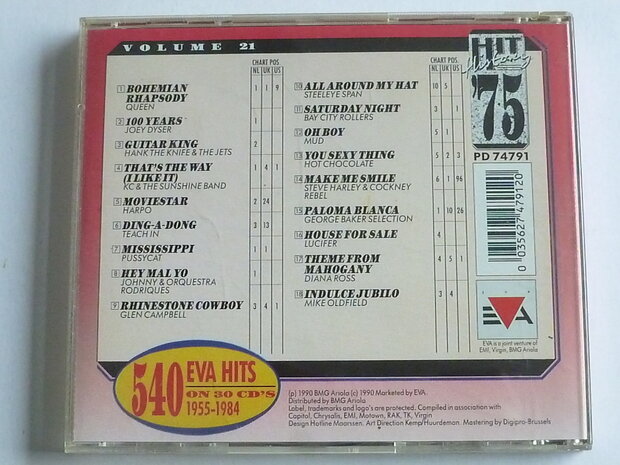 VOLUME 21
HIT
History
'75
PD 74791
CHART POS.
NL UK US
1 BOHEMIAN
RHAPSODY 1 1 9
QUEEN
2 100 YEARS 1
JOEY DYSER
3 GUITAR KING 2
HANK THE KNIFE & THE JETS
4 THAT'S THE WAY
(I LIKE IT) 1 4 1
KC & THE SUNSHINE BAND
5 MOVIESTAR 2 24
HARPO
6 DING-A-DONG 3 13
TEACH IN
7 MISSISSIPPI 1 1
PUSSYCAT
8 HEY MAL YO 1
JOHNNY & ORQUESTRA
RODRIQUES
9 RHINESTONE COWBOY 3 4 1
GLEN CAMPBELL
CHART POS.
NL UK US
10 ALL AROUND MY HAT 10 5
STEELEYE SPAN
11 SATURDAY NIGHT 3 1
BAY CITY ROLLERS
12 OH BOY 5 1
MUD
13 YOU SEXY THING 5 2 3
HOT CHOCOLATE
14 MAKE ME SMILE 6 1 96
STEVE HARLEY & COCKNEY
REBEL
15 PALOMA BLANCA 1 10 26
GEORGE BAKER SELECTION
16 HOUSE FOR SALE 4
LUCIFER
17 THEME FROM
MAHOGANY 4 5 1
DIANA ROSS
18 INDULCE JUBILO 3 4
MIKE OLDFIELD
0 035627 479120
EVA
EVA is a joint venture of
EMI, Virgin, BMG Ariola
540 EVA HITS
ON 30 CD'S
1955-1984
(p) 1990 BMG Ariola (c) 1990 Marketed by EVA.
Distributed by BMG Ariola
Label, trademarks and logo's are protected. Compiled in association with
Capitol, Chrysalis, EMI, Motown, RAK, TK, Virgin
Design Hotline Maarssen. Art Direction Kemp/Huurdeman. Mastering by Digipro-Brussels